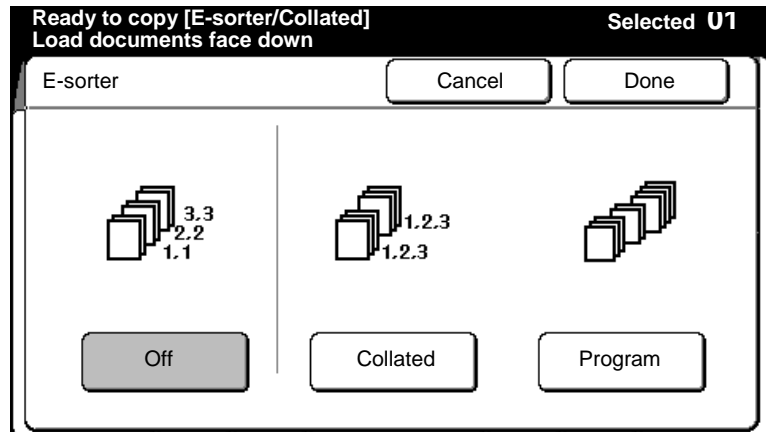 Ready to copy [E-sorter/Collated]
Selected 01
Load documents face down
E-sorter
Cancel
Done
3,3
2,2
1,1
1,2,3
1,2,3
Off
Collated
Program